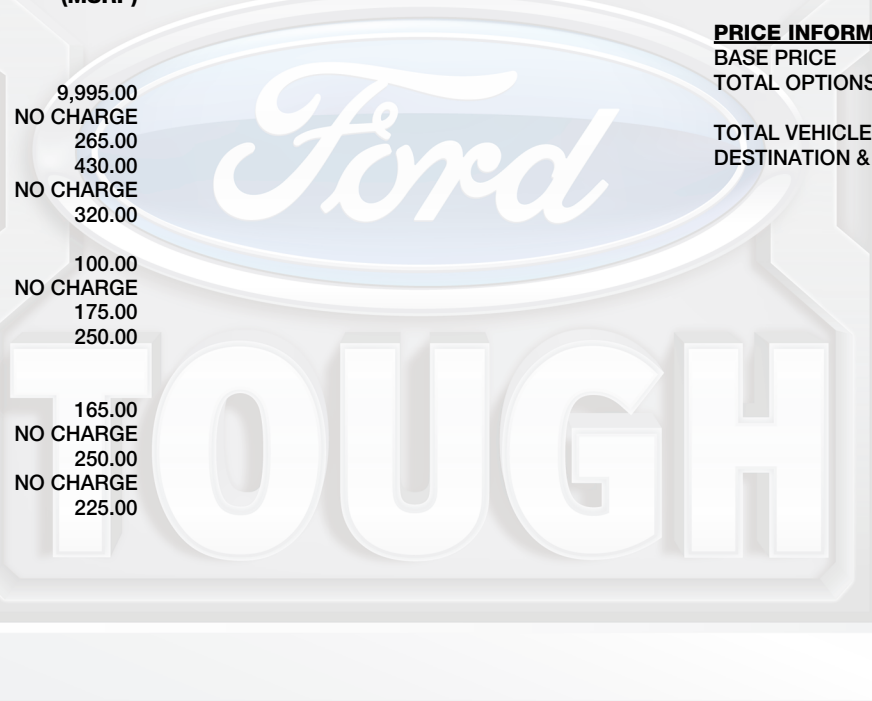 (MSRP)
9,995.00
NO CHARGE
265.00
430.00
NO CHARGE
320.00
100.00
NO CHARGE
175.00
250.00
165.00
NO CHARGE
250.00
NO CHARGE
225.00
PRICE INFORM
BASE PRICE
TOTAL OPTIONS
TOTAL VEHICLE
DESTINATION &
Ford
TOUGH